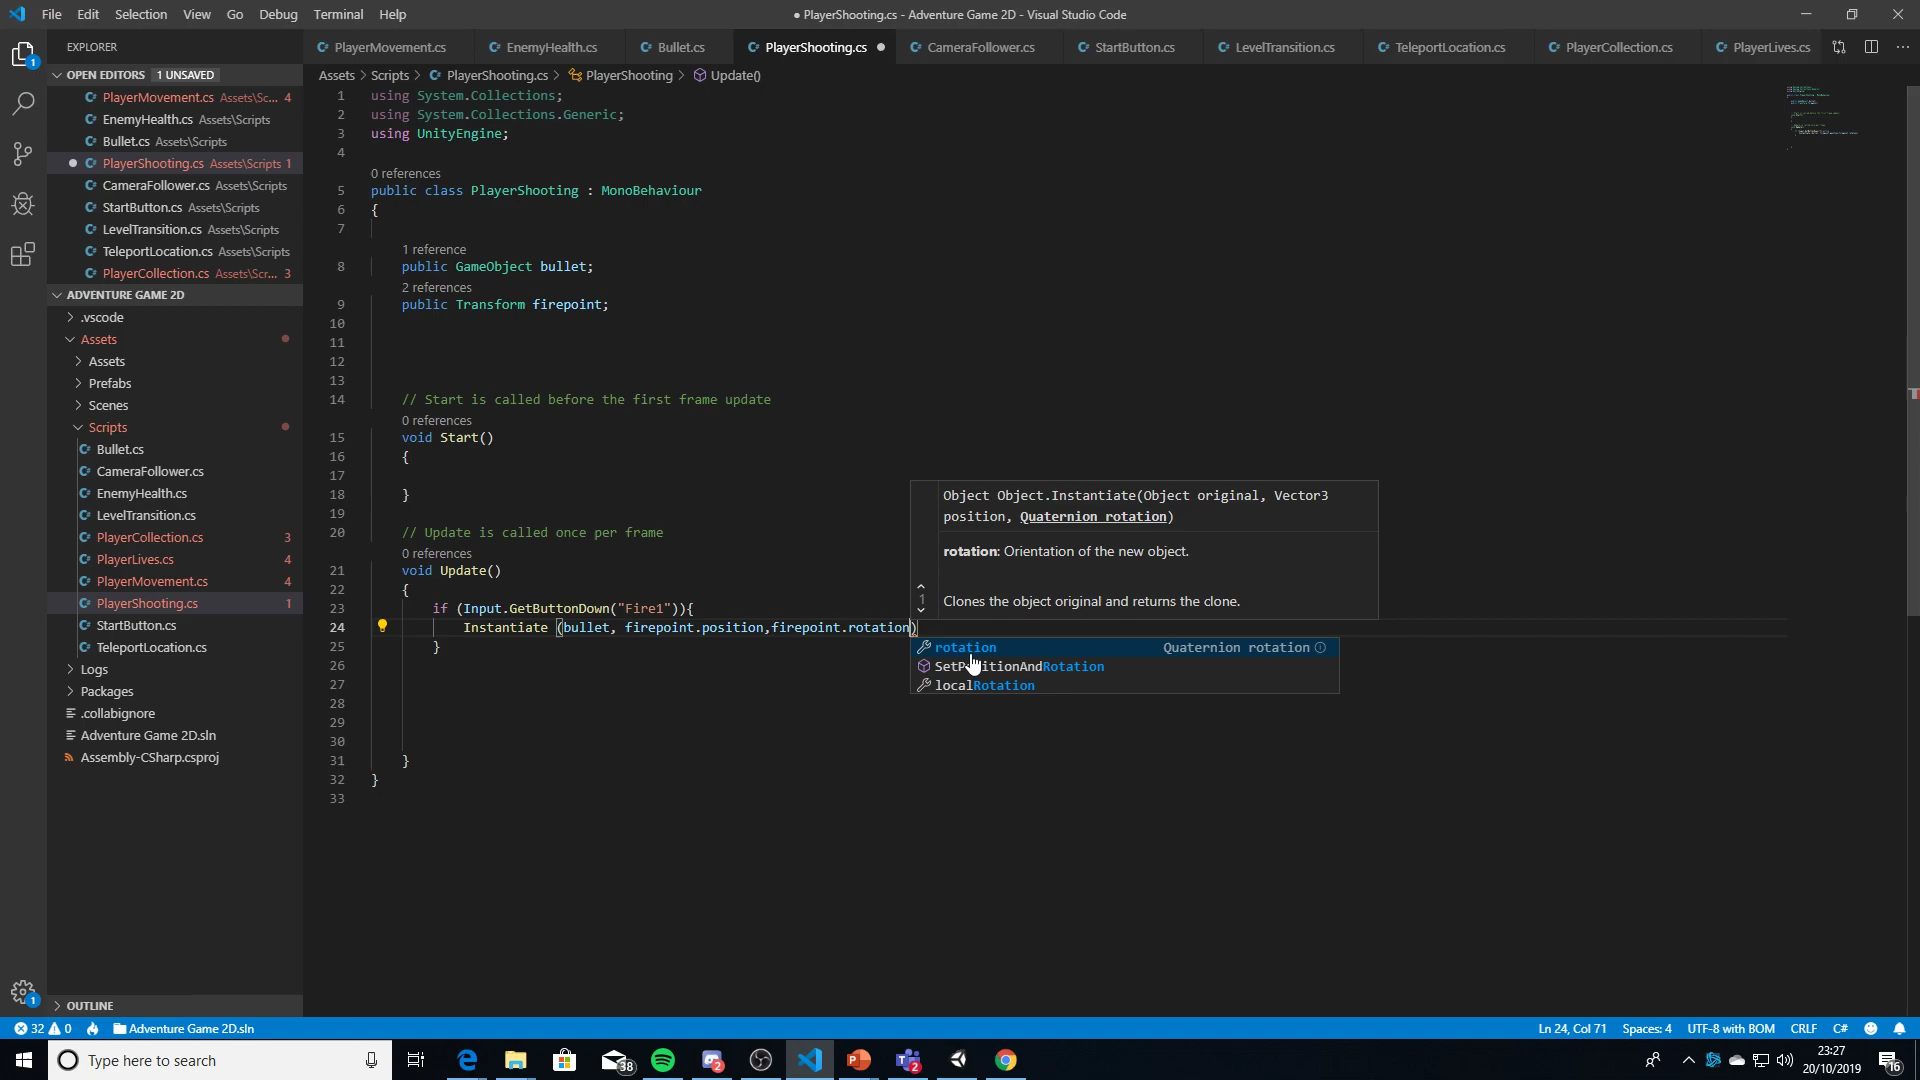 File Edit Selection View Go Debug Terminal Help
● PlayerShooting.cs - Adventure Game 2D - Visual Studio Code
EXPLORER
PlayerMovement.cs EnemyHealth.cs Bullet.cs PlayerShooting.cs ● CameraFollower.cs StartButton.cs LevelTransition.cs TeleportLocation.cs PlayerCollection.cs PlayerLives.cs
OPEN EDITORS 1 UNSAVED
PlayerMovement.cs Assets\Sc... 4
EnemyHealth.cs Assets\Scripts
Bullet.cs Assets\Scripts
● PlayerShooting.cs Assets\Scripts 1
CameraFollower.cs Assets\Scripts
StartButton.cs Assets\Scripts
LevelTransition.cs Assets\Scripts
TeleportLocation.cs Assets\Scripts
PlayerCollection.cs Assets\Scr... 3
ADVENTURE GAME 2D
.vscode
Assets
Assets
Prefabs
Scenes
Scripts
Bullet.cs
CameraFollower.cs
EnemyHealth.cs
LevelTransition.cs
PlayerCollection.cs 3
PlayerLives.cs 4
PlayerMovement.cs 4
PlayerShooting.cs 1
StartButton.cs
TeleportLocation.cs
Logs
Packages
.collabignore
Adventure Game 2D.sln
Assembly-CSharp.csproj
OUTLINE
Assets > Scripts > PlayerShooting.cs > PlayerShooting > Update()
1 using System.Collections;
2 using System.Collections.Generic;
3 using UnityEngine;
4
0 references
5 public class PlayerShooting : MonoBehaviour
6 {
7
1 reference
8 public GameObject bullet;
2 references
9 public Transform firepoint;
10
11
12
13
14 // Start is called before the first frame update
0 references
15 void Start()
16 {
17
18 }
19
20 // Update is called once per frame
0 references
21 void Update()
22 {
23 if (Input.GetButtonDown("Fire1")){
24 Instantiate (bullet, firepoint.position,firepoint.rotation)
25 }
26
27
28
29
30
31 }
32 }
33
Object Object.Instantiate(Object original, Vector3
position, Quaternion rotation)
rotation: Orientation of the new object.
1 Clones the object original and returns the clone.
rotation Quaternion rotation
SetPositionAndRotation
localRotation
1
1
32 0 Adventure Game 2D.sln
Ln 24, Col 71 Spaces: 4 UTF-8 with BOM CRLF C#
Type here to search
38
2
2
23:27
20/10/2019
16